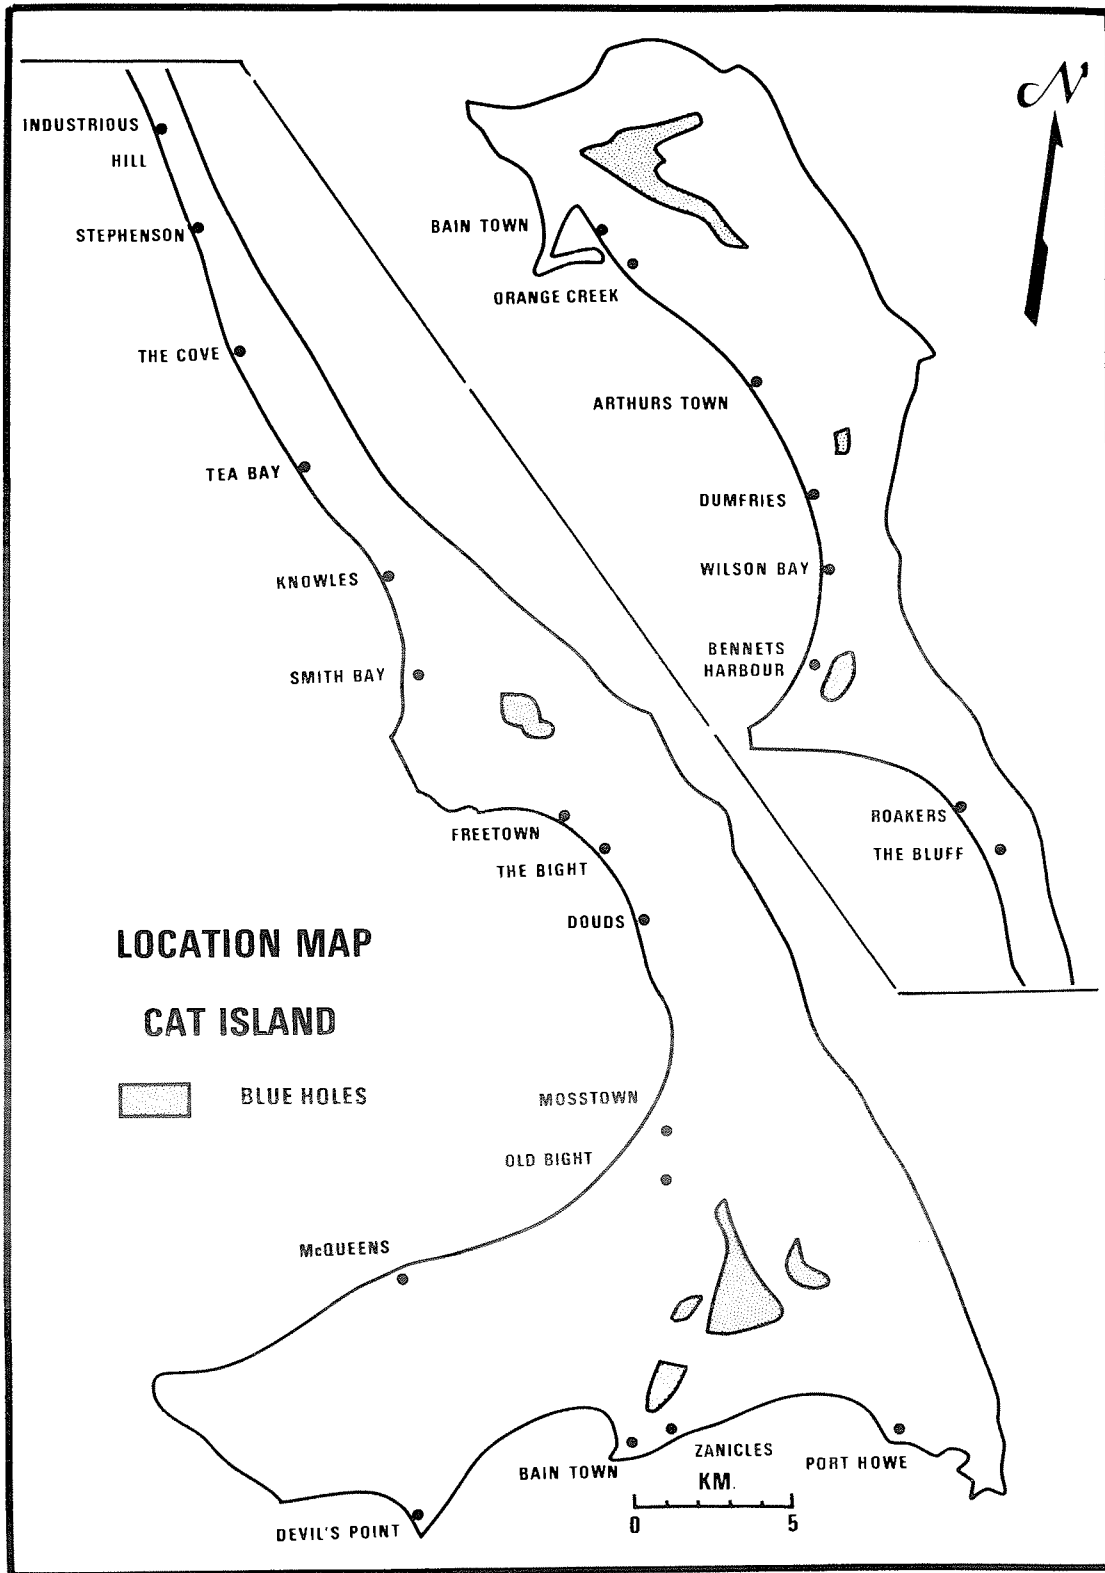 N
INDUSTRIOUS
HILL
STEPHENSON
THE COVE
TEA BAY
KNOWLES
SMITH BAY
FREETOWN
THE BIGHT
DOUDS
BAIN TOWN
ORANGE CREEK
ARTHURS TOWN
DUMFRIES
WILSON BAY
BENNETS
HARBOUR
ROAKERS
THE BLUFF
LOCATION MAP
CAT ISLAND
BLUE HOLES
MOSSTOWN
OLD BIGHT
McQUEENS
ZANICLES
PORT HOWE
BAIN TOWN
DEVIL'S POINT
KM.
0 5